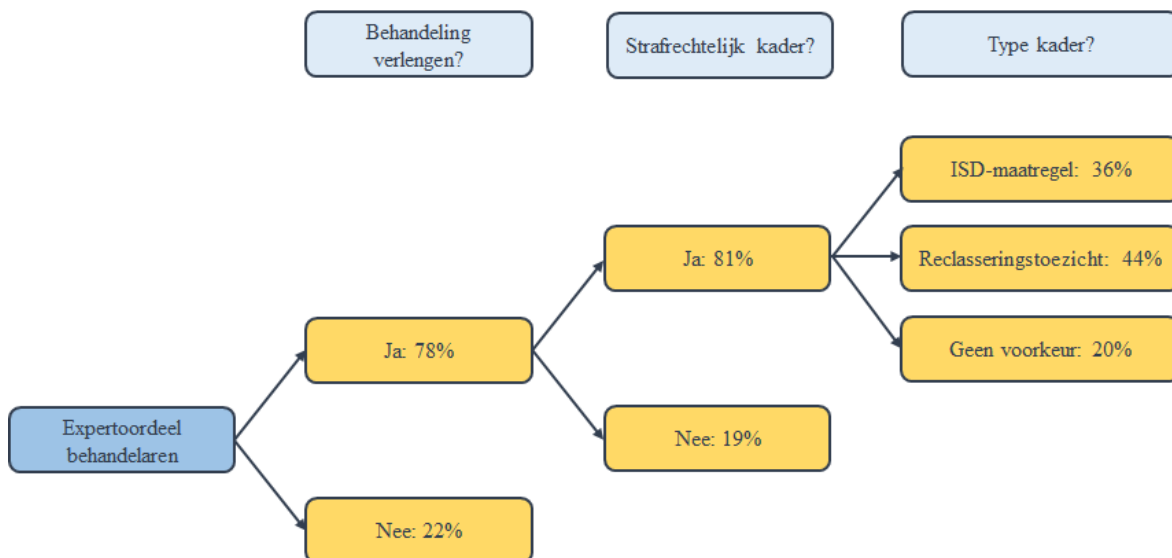 Behandeling
verlengen?
Strafrechtelijk kader?
Type kader?
ISD-maatregel: 36%
Ja: 81%
Reclasseringstoezicht: 44%
Ja: 78%
Geen voorkeur: 20%
Expertoordeel
behandelaren
Nee: 19%
Nee: 22%